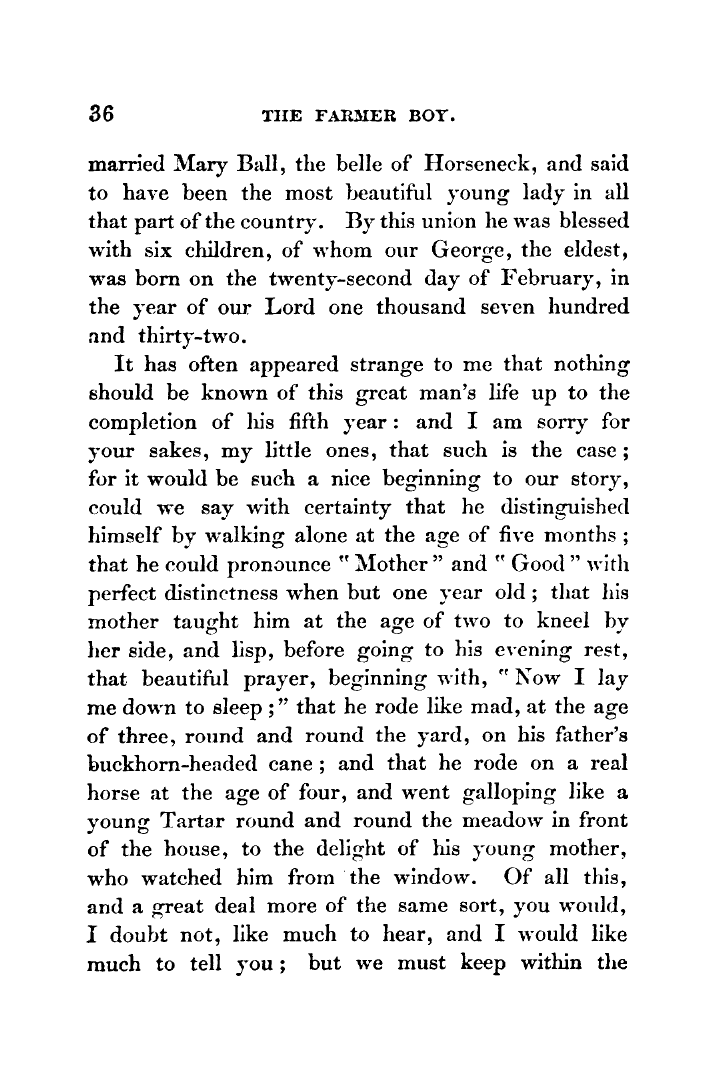 36 THE FARMER BOY.
married Mary Ball, the belle of Horseneck, and said
to have been the most beautiful young lady in all
that part of the country. By this union he was blessed
with six children, of whom our George, the eldest,
was born on the twenty-second day of February, in
the year of our Lord one thousand seven hundred
and thirty-two.
It has often appeared strange to me that nothing
should be known of this great man's life up to the
completion of his fifth year : and I am sorry for
your sakes, my little ones, that such is the case ;
for it would be such a nice beginning to our story,
could we say with certainty that he distinguished
himself by walking alone at the age of five months ;
that he could pronounce "Mother" and "Good" with
perfect distinctness when but one year old ; that his
mother taught him at the age of two to kneel by
her side, and lisp, before going to his evening rest,
that beautiful prayer, beginning with, "Now I lay
me down to sleep ;" that he rode like mad, at the age
of three, round and round the yard, on his father's
buckhorn-headed cane ; and that he rode on a real
horse at the age of four, and went galloping like a
young Tartar round and round the meadow in front
of the house, to the delight of his young mother,
who watched him from the window. Of all this,
and a great deal more of the same sort, you would,
I doubt not, like much to hear, and I would like
much to tell you ; but we must keep within the